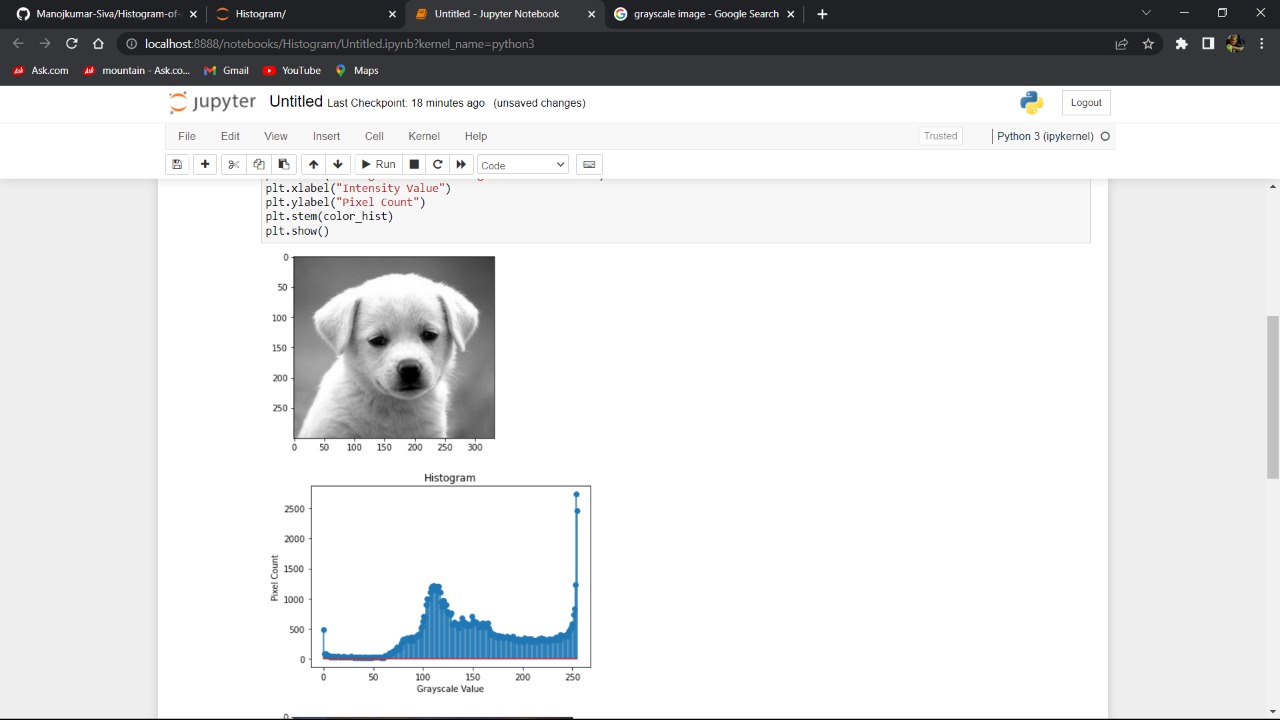 Manojkumar-Siva/Histogram-of-
Histogram/
Untitled - Jupyter Notebook
grayscale image - Google Search
localhost:8888/notebooks/Histogram/Untitled.ipynb?kernel_name=python3
Ask.com
mountain - Ask.co...
Gmail
YouTube
Maps
jupyter Untitled Last Checkpoint: 18 minutes ago (unsaved changes)
Logout
File Edit View Insert Cell Kernel Help
Trusted
Python 3 (ipykernel)
Run
Code
plt.xlabel("Intensity Value")
plt.ylabel("Pixel Count")
plt.stem(color_hist)
plt.show()
0
50
100
150
200
250
0 50 100 150 200 250 300
Histogram
2500
2000
1500
1000
500
0
Pixel Count
0 50 100 150 200 250
Grayscale Value
0